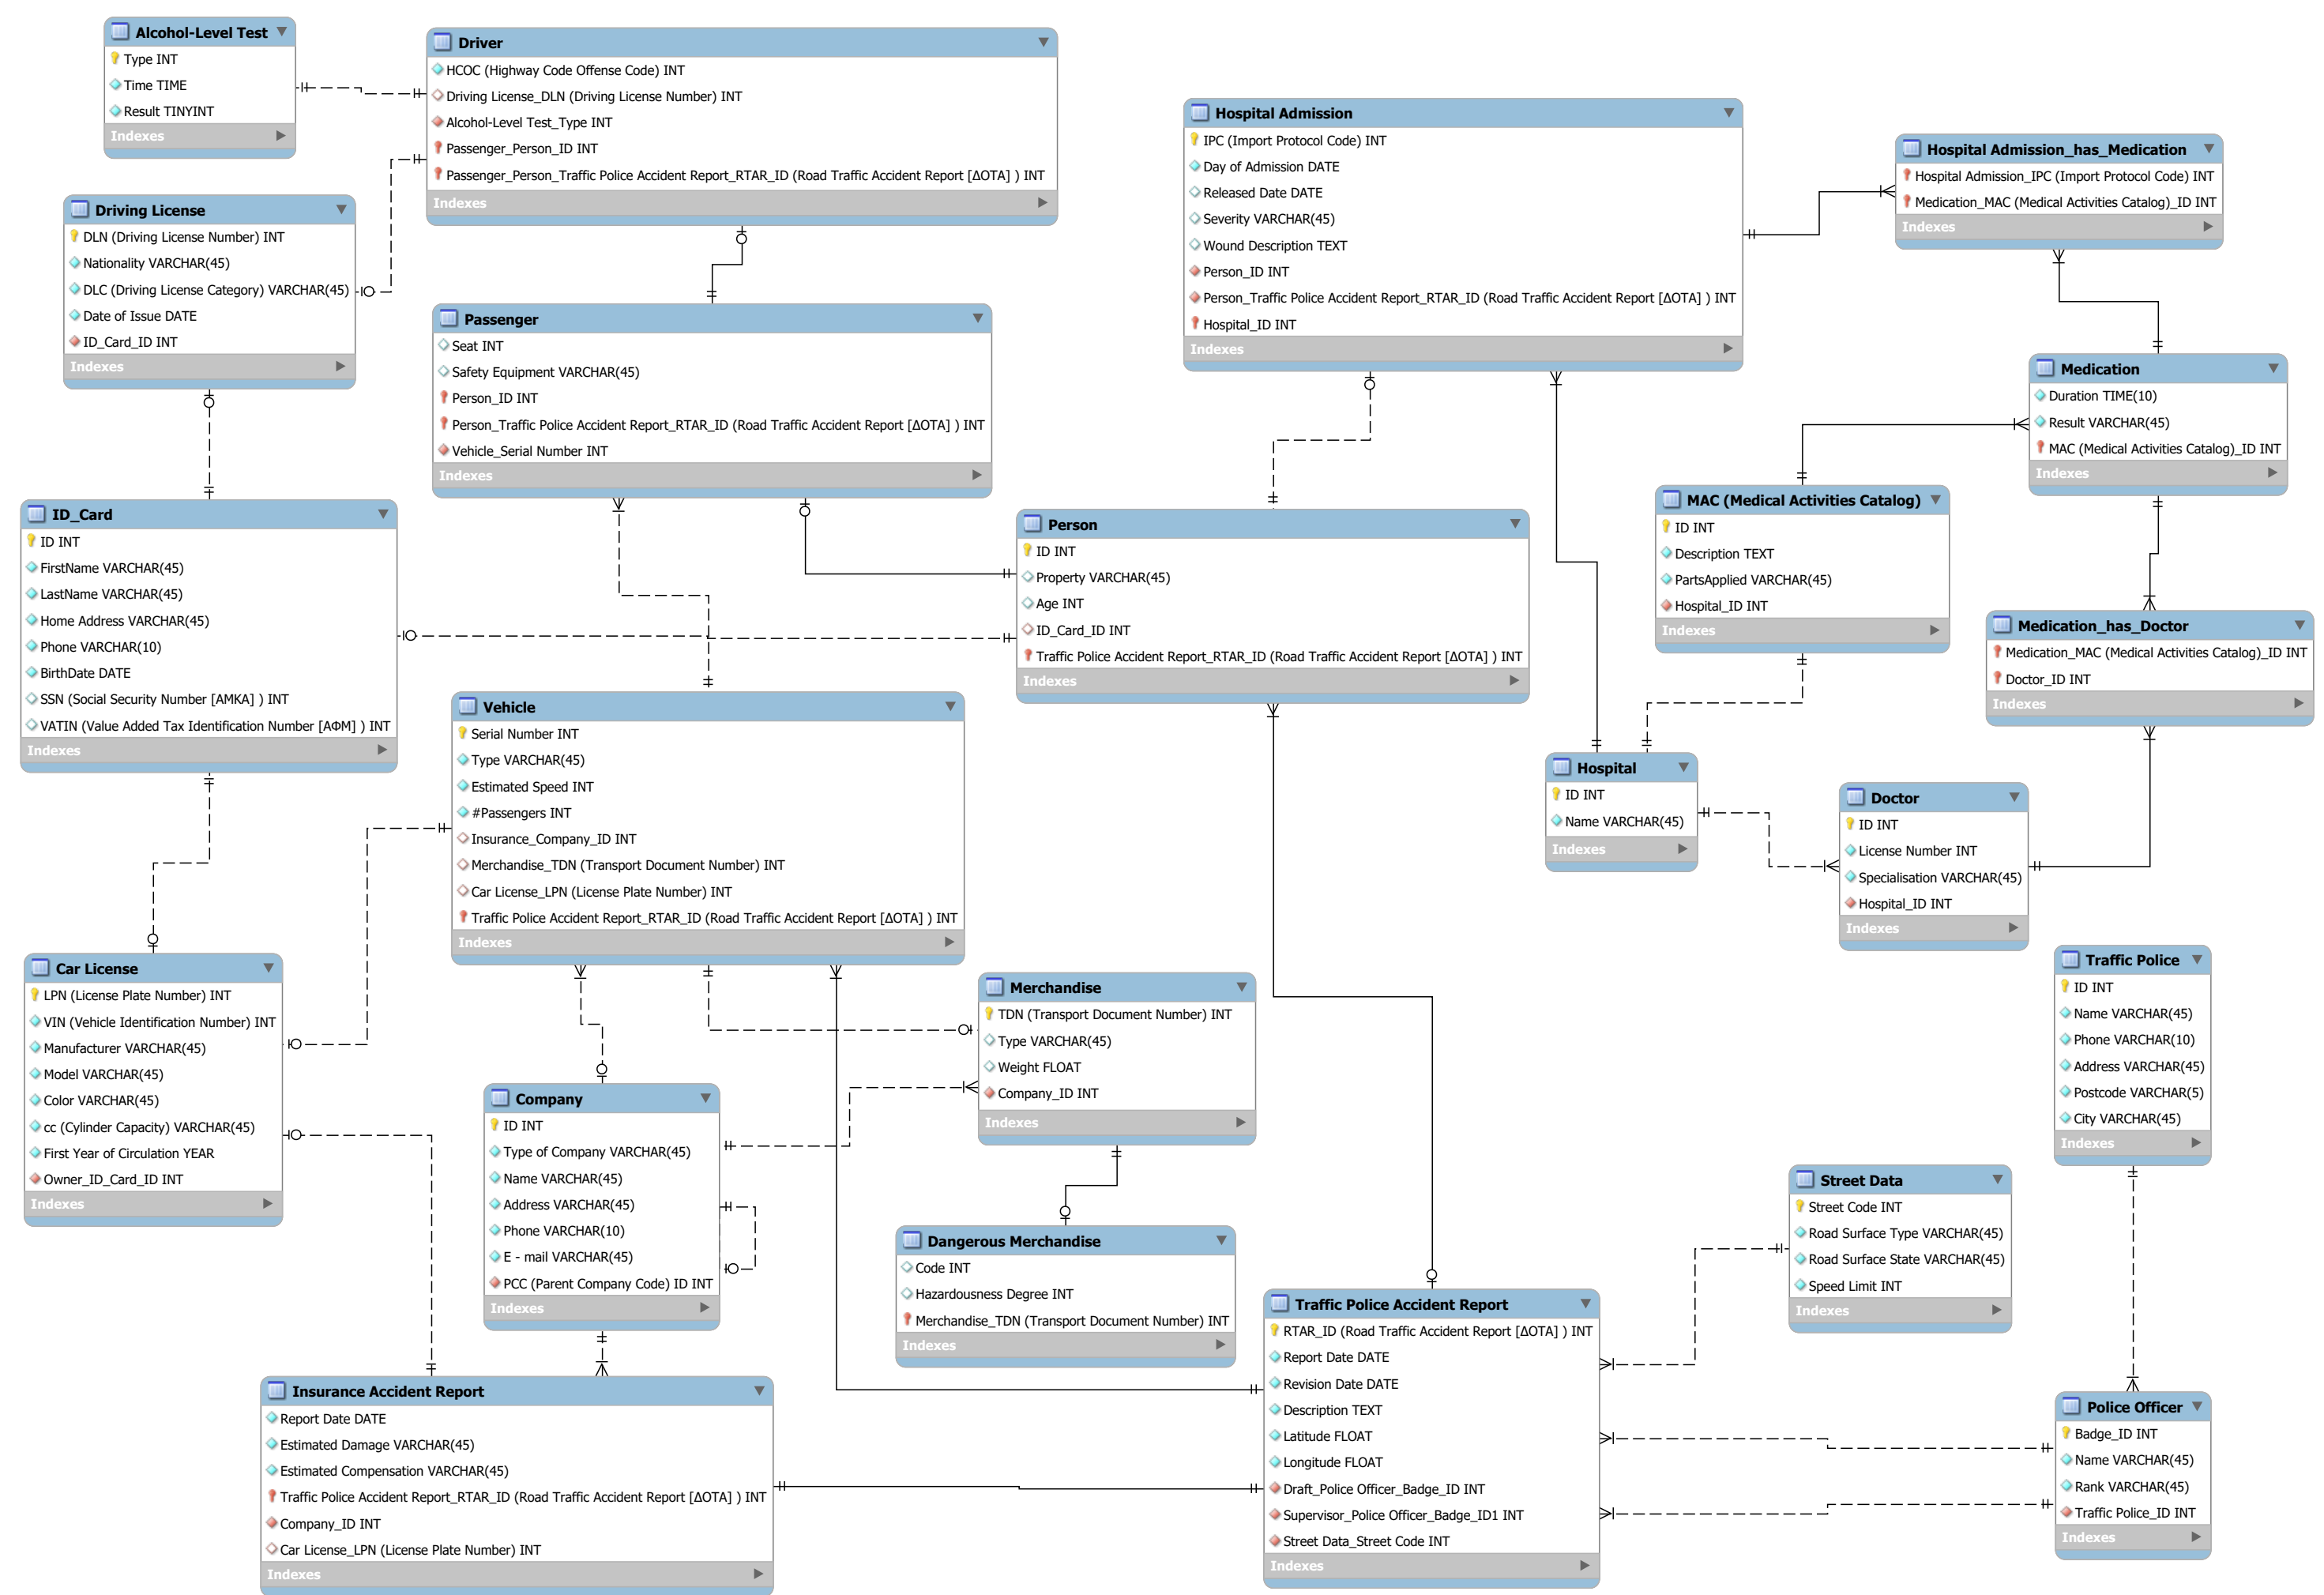 Alcohol-Level Test
Type INT
Time TIME
Result TINYINT
Indexes
Driver
HCOC (Highway Code Offense Code) INT
Driving License_DLN (Driving License Number) INT
Alcohol-Level Test_Type INT
Passenger_Person_ID INT
Passenger_Person_Traffic Police Accident Report_RTAR_ID (Road Traffic Accident Report [ΔΟΤΑ] ) INT
Indexes
Hospital Admission
IPC (Import Protocol Code) INT
Day of Admission DATE
Released Date DATE
Severity VARCHAR(45)
Wound Description TEXT
Person_ID INT
Person_Traffic Police Accident Report_RTAR_ID (Road Traffic Accident Report [ΔΟΤΑ] ) INT
Hospital_ID INT
Indexes
Hospital Admission_has_Medication
Hospital Admission_IPC (Import Protocol Code) INT
Medication_MAC (Medical Activities Catalog)_ID INT
Indexes
Driving License
DLN (Driving License Number) INT
Nationality VARCHAR(45)
DLC (Driving License Category) VARCHAR(45)
Date of Issue DATE
ID_Card_ID INT
Indexes
Passenger
Seat INT
Safety Equipment VARCHAR(45)
Person_ID INT
Person_Traffic Police Accident Report_RTAR_ID (Road Traffic Accident Report [ΔΟΤΑ] ) INT
Vehicle_Serial Number INT
Indexes
Medication
Duration TIME(10)
Result VARCHAR(45)
MAC (Medical Activities Catalog)_ID INT
Indexes
MAC (Medical Activities Catalog)
ID INT
Description TEXT
PartsApplied VARCHAR(45)
Hospital_ID INT
Indexes
ID_Card
ID INT
FirstName VARCHAR(45)
LastName VARCHAR(45)
Home Address VARCHAR(45)
Phone VARCHAR(10)
BirthDate DATE
SSN (Social Security Number [AMKA] ) INT
VATIN (Value Added Tax Identification Number [ΑΦΜ] ) INT
Indexes
Person
ID INT
Property VARCHAR(45)
Age INT
ID_Card_ID INT
Traffic Police Accident Report_RTAR_ID (Road Traffic Accident Report [ΔΟΤΑ] ) INT
Indexes
Medication_has_Doctor
Medication_MAC (Medical Activities Catalog)_ID INT
Doctor_ID INT
Indexes
Vehicle
Serial Number INT
Type VARCHAR(45)
Estimated Speed INT
#Passengers INT
Insurance_Company_ID INT
Merchandise_TDN (Transport Document Number) INT
Car License_LPN (License Plate Number) INT
Traffic Police Accident Report_RTAR_ID (Road Traffic Accident Report [ΔΟΤΑ] ) INT
Indexes
Hospital
ID INT
Name VARCHAR(45)
Indexes
Doctor
ID INT
License Number INT
Specialisation VARCHAR(45)
Hospital_ID INT
Indexes
Car License
LPN (License Plate Number) INT
VIN (Vehicle Identification Number) INT
Manufacturer VARCHAR(45)
Model VARCHAR(45)
Color VARCHAR(45)
cc (Cylinder Capacity) VARCHAR(45)
First Year of Circulation YEAR
Owner_ID_Card_ID INT
Indexes
Merchandise
TDN (Transport Document Number) INT
Type VARCHAR(45)
Weight FLOAT
Company_ID INT
Indexes
Traffic Police
ID INT
Name VARCHAR(45)
Phone VARCHAR(10)
Address VARCHAR(45)
Postcode VARCHAR(5)
City VARCHAR(45)
Indexes
Company
ID INT
Type of Company VARCHAR(45)
Name VARCHAR(45)
Address VARCHAR(45)
Phone VARCHAR(10)
E - mail VARCHAR(45)
PCC (Parent Company Code) ID INT
Indexes
Dangerous Merchandise
Code INT
Hazardousness Degree INT
Merchandise_TDN (Transport Document Number) INT
Indexes
Street Data
Street Code INT
Road Surface Type VARCHAR(45)
Road Surface State VARCHAR(45)
Speed Limit INT
Indexes
Traffic Police Accident Report
RTAR_ID (Road Traffic Accident Report [ΔΟΤΑ] ) INT
Report Date DATE
Revision Date DATE
Description TEXT
Latitude FLOAT
Longitude FLOAT
Draft_Police Officer_Badge_ID INT
Supervisor_Police Officer_Badge_ID1 INT
Street Data_Street Code INT
Indexes
Insurance Accident Report
Report Date DATE
Estimated Damage VARCHAR(45)
Estimated Compensation VARCHAR(45)
Traffic Police Accident Report_RTAR_ID (Road Traffic Accident Report [ΔΟΤΑ] ) INT
Company_ID INT
Car License_LPN (License Plate Number) INT
Indexes
Police Officer
Badge_ID INT
Name VARCHAR(45)
Rank VARCHAR(45)
Traffic Police_ID INT
Indexes